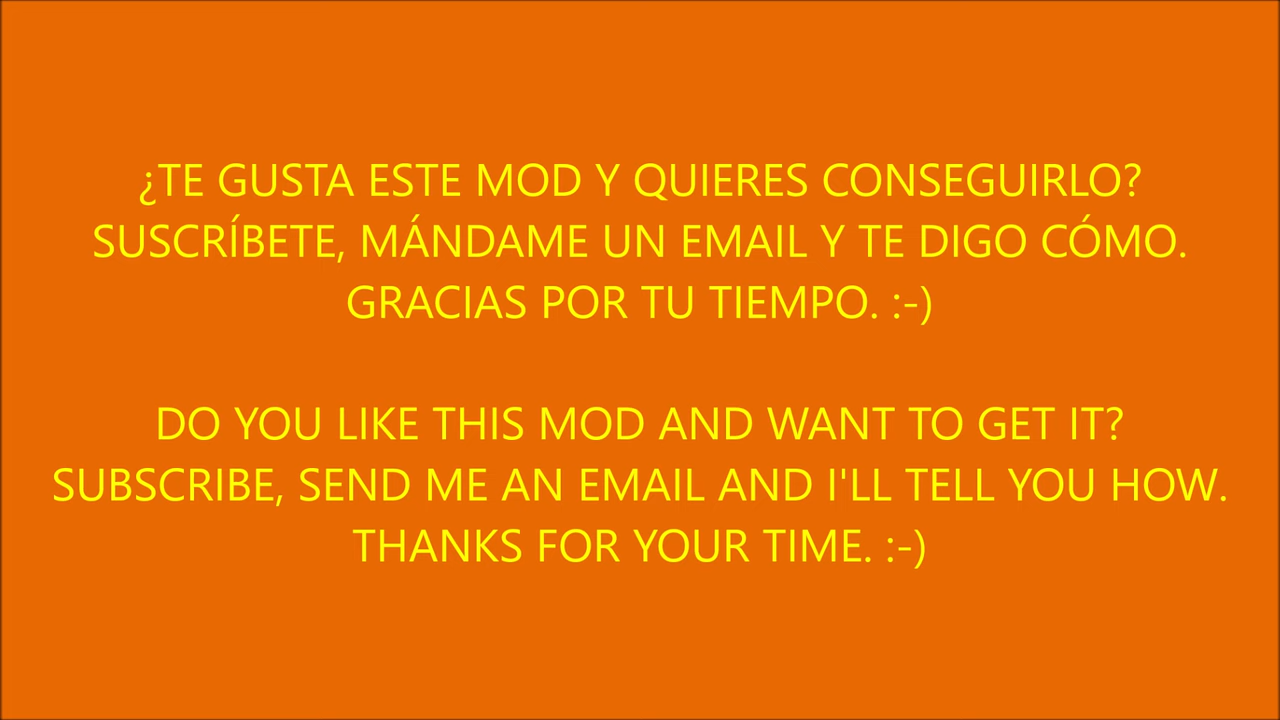 ¿TE GUSTA ESTE MOD Y QUIERES CONSEGUIRLO?
SUSCRÍBETE, MÁNDAME UN EMAIL Y TE DIGO CÓMO.
GRACIAS POR TU TIEMPO. :-)
DO YOU LIKE THIS MOD AND WANT TO GET IT?
SUBSCRIBE, SEND ME AN EMAIL AND I'LL TELL YOU HOW.
THANKS FOR YOUR TIME. :-)